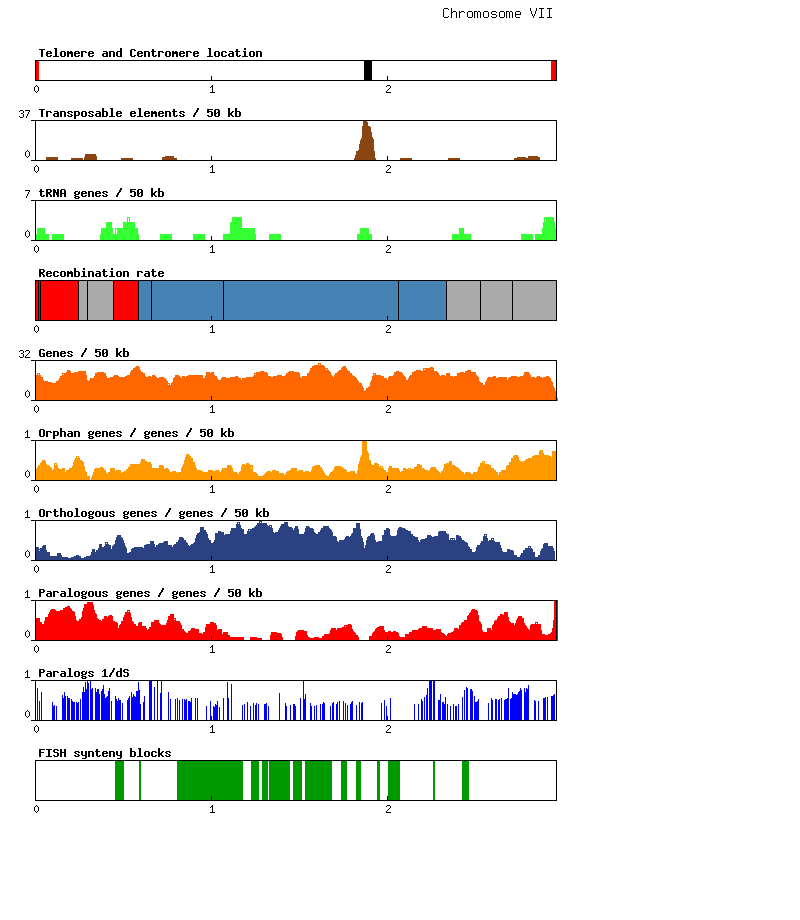 Chromosome VII
Telomere and Centromere location
0 1 2
Transposable elements / 50 kb
37
0
0 1 2
tRNA genes / 50 kb
7
0
0 1 2
Recombination rate
0 1 2
Genes / 50 kb
32
0
0 1 2
Orphan genes / genes / 50 kb
1
0
0 1 2
Orthologous genes / genes / 50 kb
1
0
0 1 2
Paralogous genes / genes / 50 kb
1
0
0 1 2
Paralogs 1/dS
1
0
0 1 2
FISH synteny blocks
0 1 2